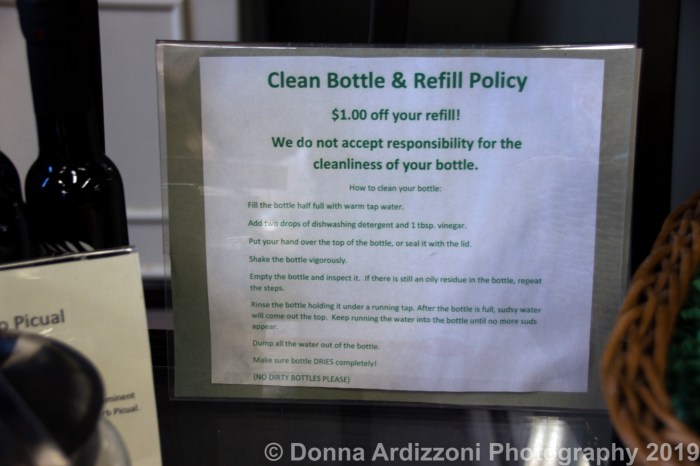 Clean Bottle & Refill Policy
$1.00 off your refill!
We do not accept responsibility for the
cleanliness of your bottle.
How to clean your bottle:
Fill the bottle half full with warm tap water.
Add two drops of dishwashing detergent and 1 tbsp. vinegar.
Put your hand over the top of the bottle, or seal it with the lid.
Shake the bottle vigorously.
Empty the bottle and inspect it. If there is still an oily residue in the bottle, repeat
the steps.
Rinse the bottle holding it under a running tap. After the bottle is full, sudsy water
will come out the top. Keep running the water into the bottle until no more suds
appear.
Dump all the water out of the bottle.
Make sure bottle DRIES completely!
(NO DIRTY BOTTLES PLEASE)
Picual
Picual.
© Donna Ardizzoni Photography 2019